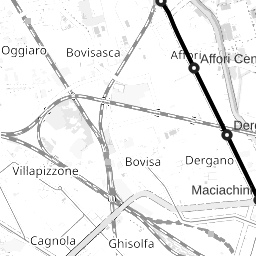 Oggiaro
Bovisasca
Affori
Affori Cen
Der
Bovisa
Dergano
Villapizzone
Maciachin
Cagnola
Ghisolfa